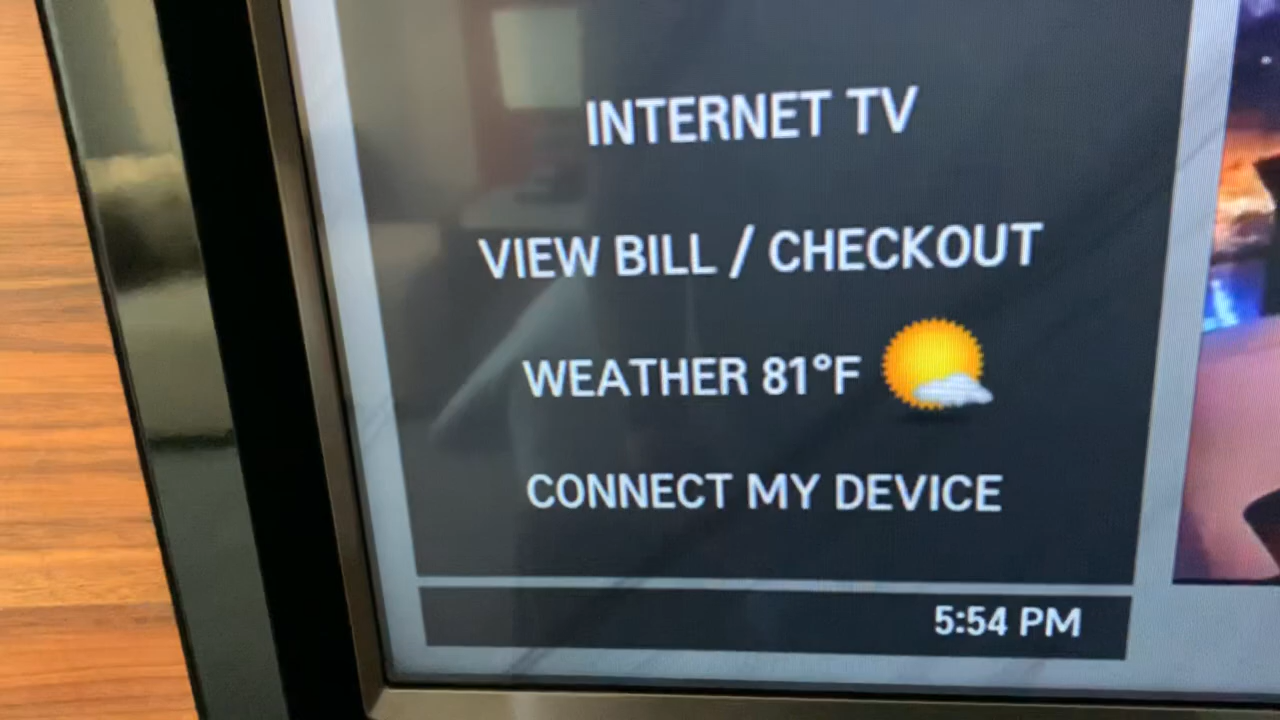 INTERNET TV
VIEW BILL / CHECKOUT
WEATHER 81°F
CONNECT MY DEVICE
5:54 PM